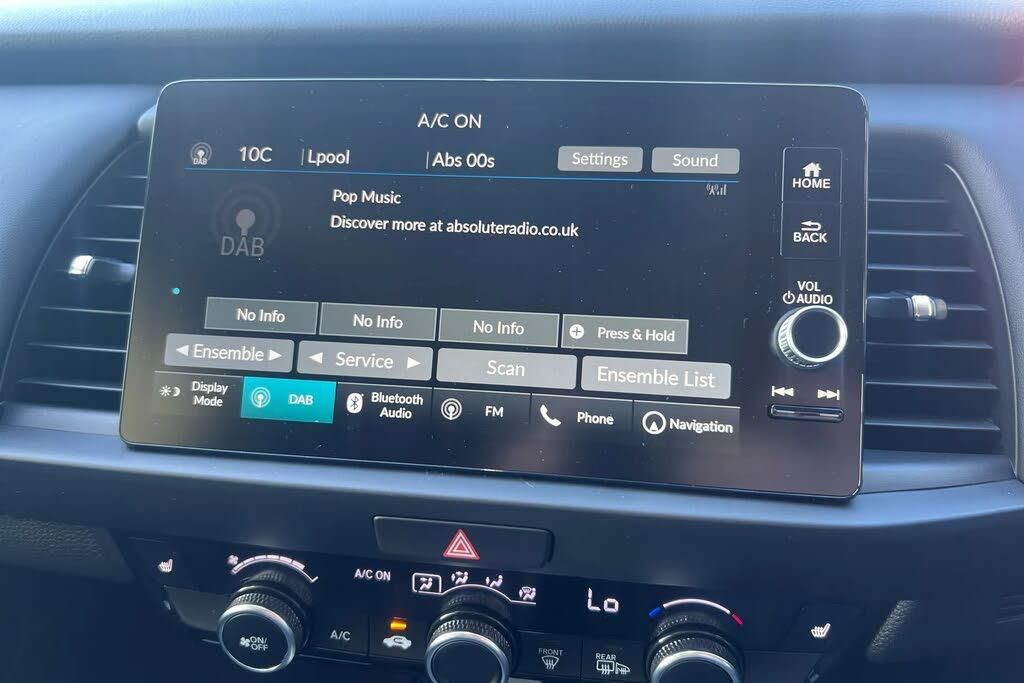 A/C ON
DAB 10C Lpool Abs 00s Settings Sound
HOME
Pop Music
Discover more at absoluteradio.co.uk
DAB
BACK
VOL
AUDIO
No Info No Info No Info Press & Hold
Ensemble Service Scan Ensemble List
Display Mode DAB Bluetooth Audio FM Phone Navigation
A/C ON
Lo
ON/OFF
A/C
FRONT
REAR